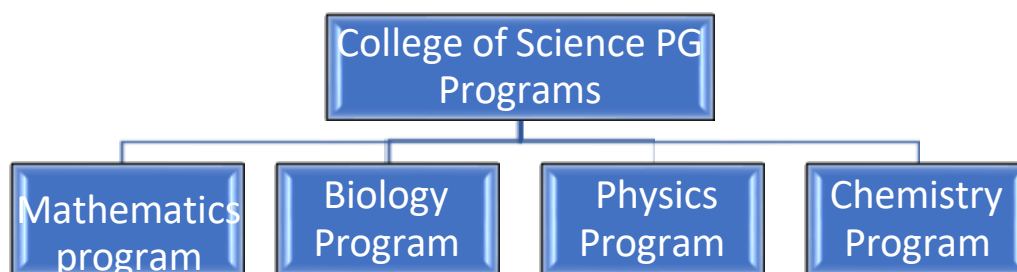 College of Science PG
Programs
Mathematics
program
Biology
Program
Physics
Program
Chemistry
Program